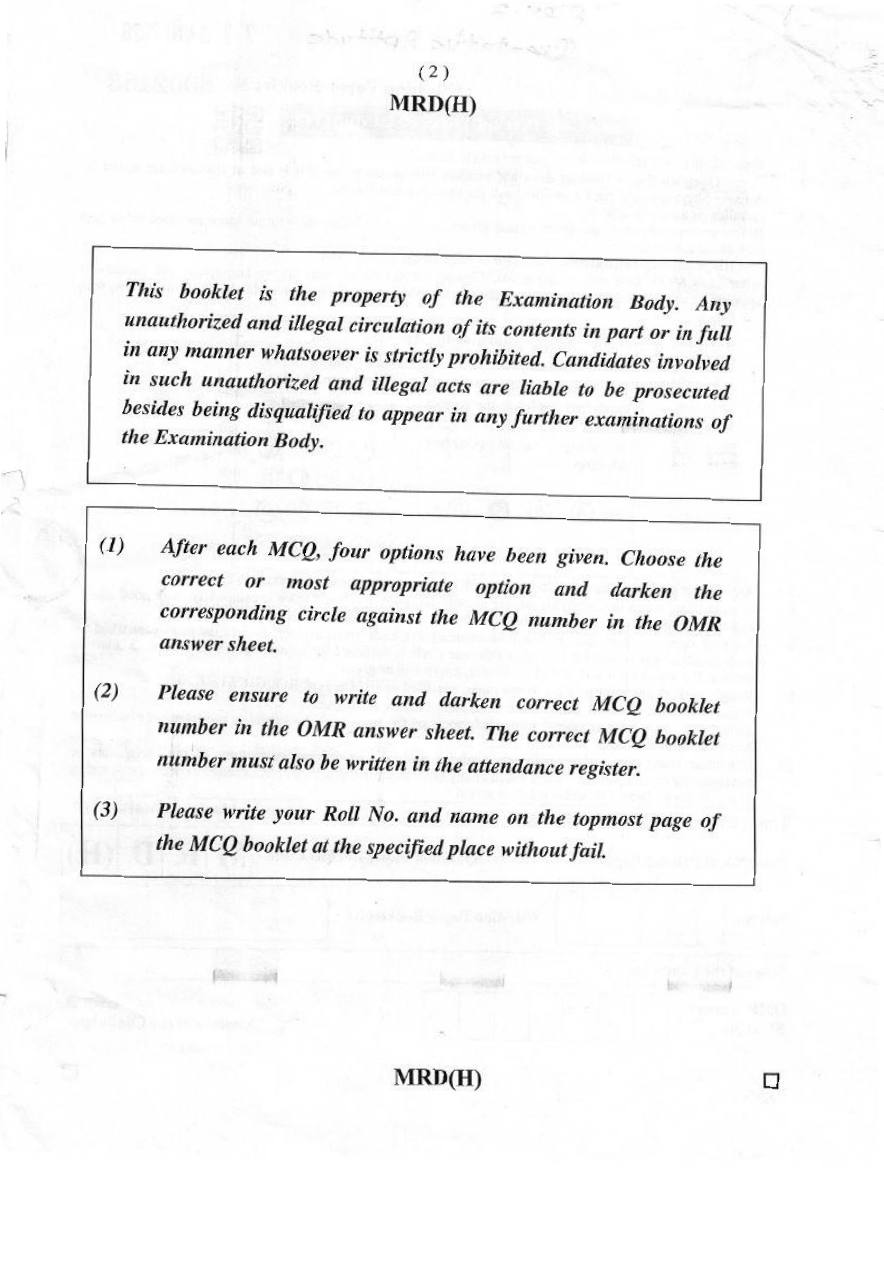 (2)
MRD(H)
This booklet is the property of the Examination Body. Any
unauthorized and illegal circulation of its contents in part or in full
in any manner whatsoever is strictly prohibited. Candidates involved
in such unauthorized and illegal acts are liable to be prosecuted
besides being disqualified to appear in any further examinations of
the Examination Body.
(1) After each MCQ, four options have been given. Choose the
correct or most appropriate option and darken the
corresponding circle against the MCQ number in the OMR
answer sheet.
(2) Please ensure to write and darken correct MCQ booklet
number in the OMR answer sheet. The correct MCQ booklet
number must also be written in the attendance register.
(3) Please write your Roll No. and name on the topmost page of
the MCQ booklet at the specified place without fail.
MRD(H)